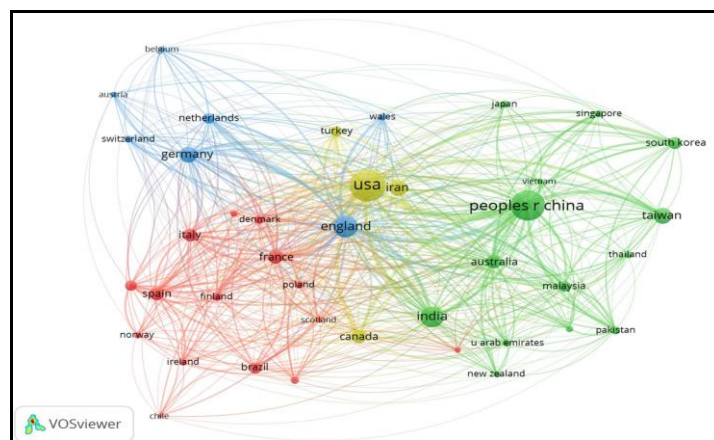 belgium
austria
netherlands
wales
japan
singapore
switzerland
turkey
south korea
germany
usa
iran
vietnam
peoples r china
taiwan
denmark
england
italy
france
australia
thailand
spain
finland
poland
malaysia
scotland
india
norway
canada
u arab emirates
pakistan
ireland
brazil
new zealand
chile
VOSviewer